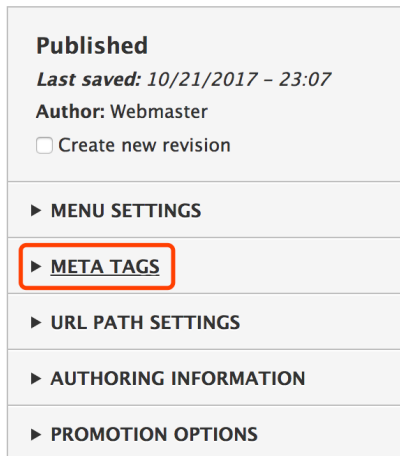 Published
Last saved: 10/21/2017 – 23:07
Author: Webmaster
Create new revision
MENU SETTINGS
META TAGS
URL PATH SETTINGS
AUTHORING INFORMATION
PROMOTION OPTIONS